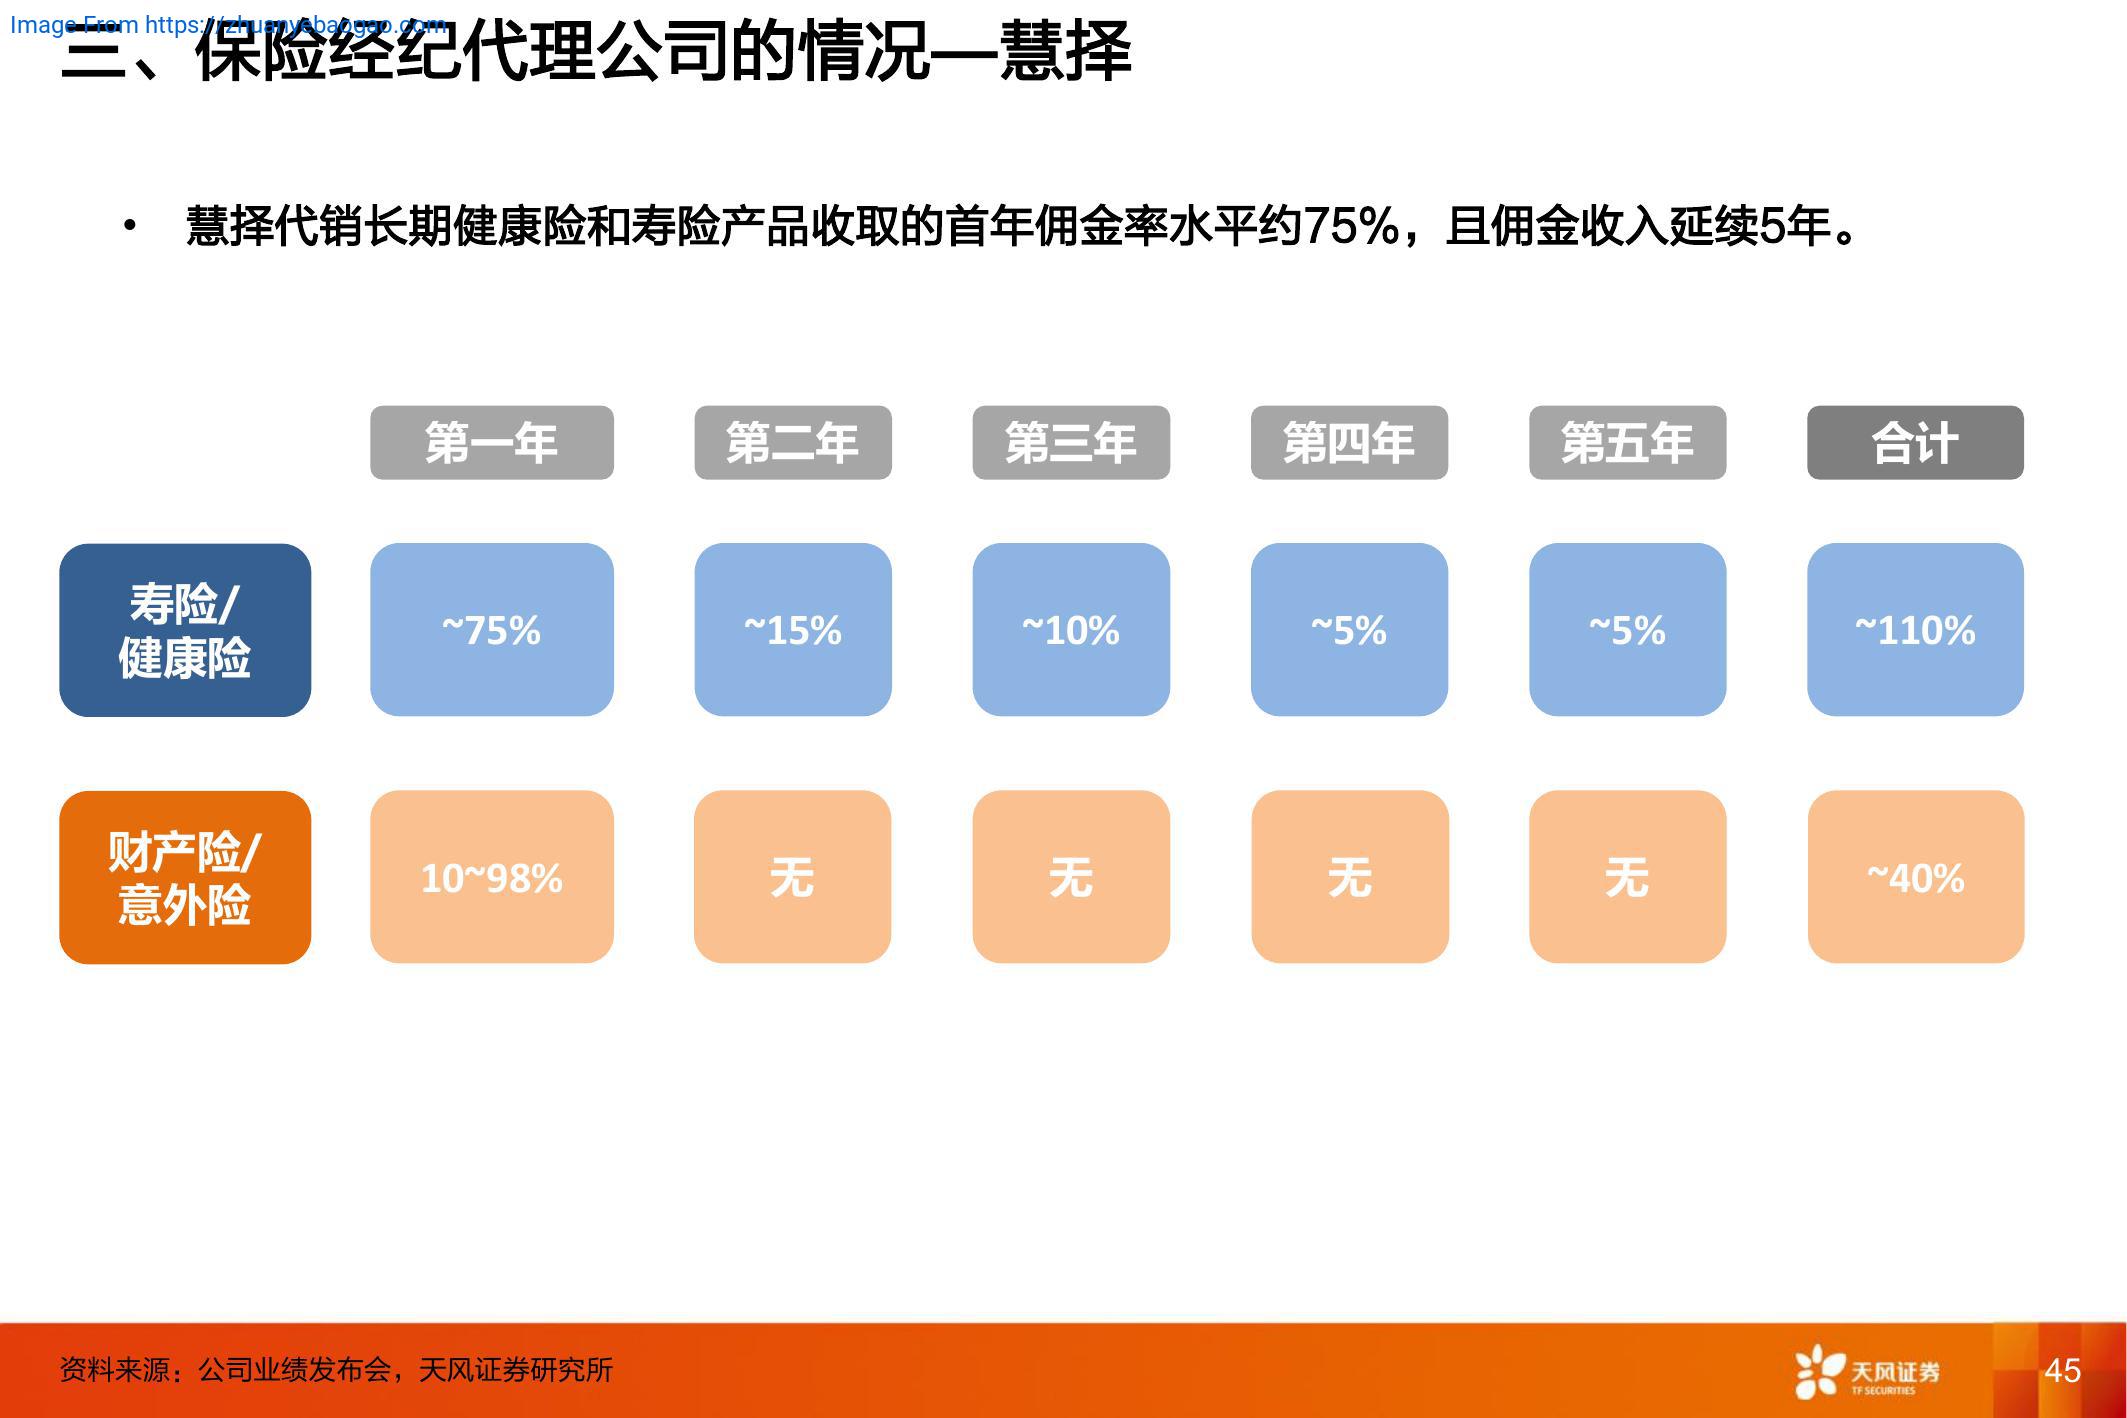 Image From https://zhuanyebaogao.com
三、保险经纪代理公司的情况—慧择
• 慧择代销长期健康险和寿险产品收取的首年佣金率水平约75%，且佣金收入延续5年。
第一年 第二年 第三年 第四年 第五年 合计
寿险/
健康险
~75% ~15% ~10% ~5% ~5% ~110%
财产险/
意外险
10~98% 无 无 无 无 ~40%
资料来源：公司业绩发布会，天风证券研究所
天风证券
TF SECURITIES
45